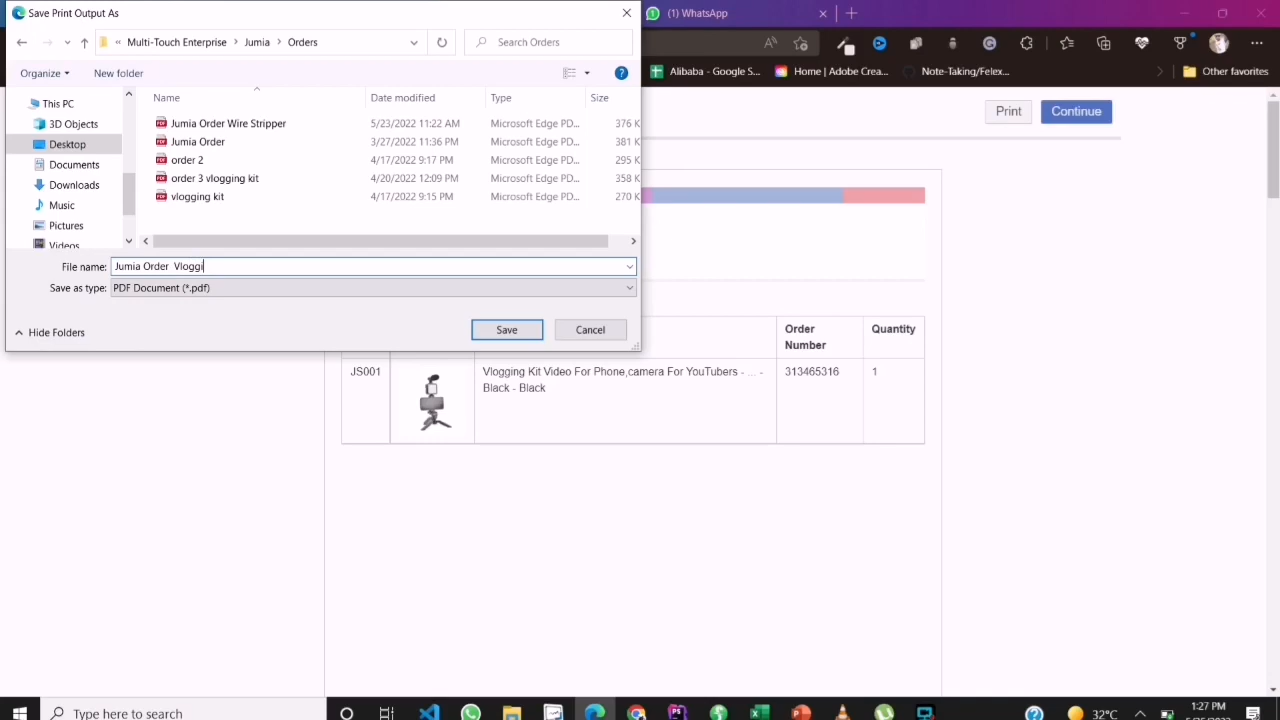 Save Print Output As
(1) WhatsApp
« Multi-Touch Enterprise > Jumia > Orders
Search Orders
Organize
New folder
Alibaba - Google S...
Home | Adobe Crea...
Note-Taking/Felex...
Other favorites
Name
Date modified
Type
Size
This PC
3D Objects
Desktop
Documents
Downloads
Music
Pictures
Videos
Jumia Order Wire Stripper 5/23/2022 11:22 AM Microsoft Edge PD... 376 K
Jumia Order 3/27/2022 11:36 PM Microsoft Edge PD... 381 K
order 2 4/17/2022 9:17 PM Microsoft Edge PD... 295 K
order 3 vlogging kit 4/20/2022 12:09 PM Microsoft Edge PD... 358 K
vlogging kit 4/17/2022 9:15 PM Microsoft Edge PD... 270 K
Print
Continue
File name: Jumia Order  Vloggi
Save as type: PDF Document (*.pdf)
Hide Folders
Save
Cancel
Order
Number
Quantity
JS001
Vlogging Kit Video For Phone,camera For YouTubers - ... -
Black - Black
313465316
1
Type here to search
32°C
1:27 PM